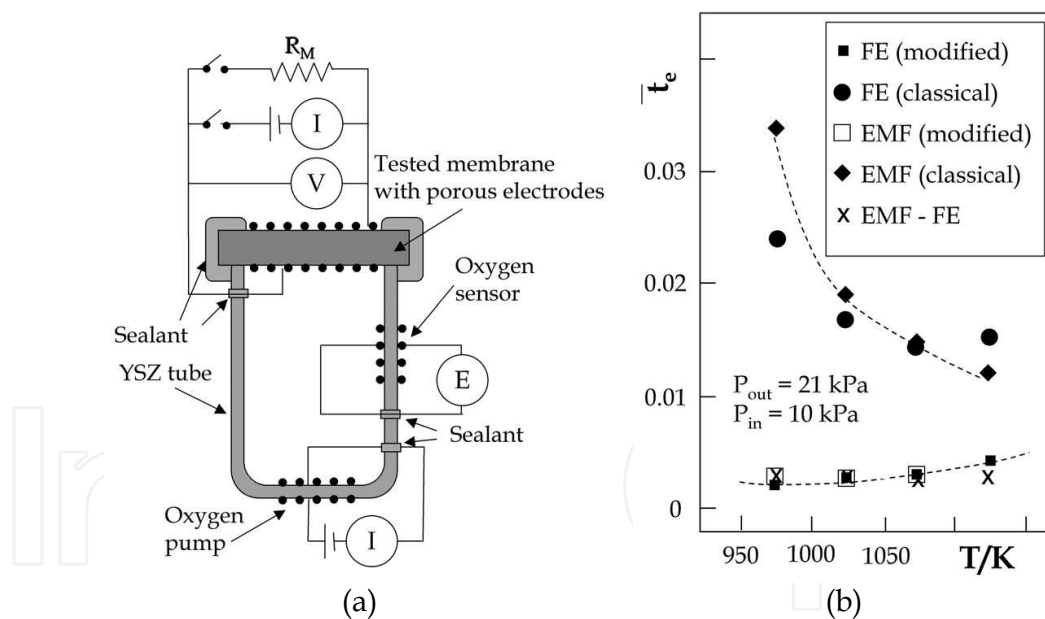 R_M
I
V
Tested membrane
with porous electrodes
Oxygen
sensor
Sealant
YSZ tube
E
Sealant
Oxygen
pump
I
(a)
t̅_e
FE (modified)
FE (classical)
EMF (modified)
EMF (classical)
EMF - FE
0.03
0.02
0.01
0
P_out = 21 kPa
P_in = 10 kPa
950 1000 1050 T/K
(b)